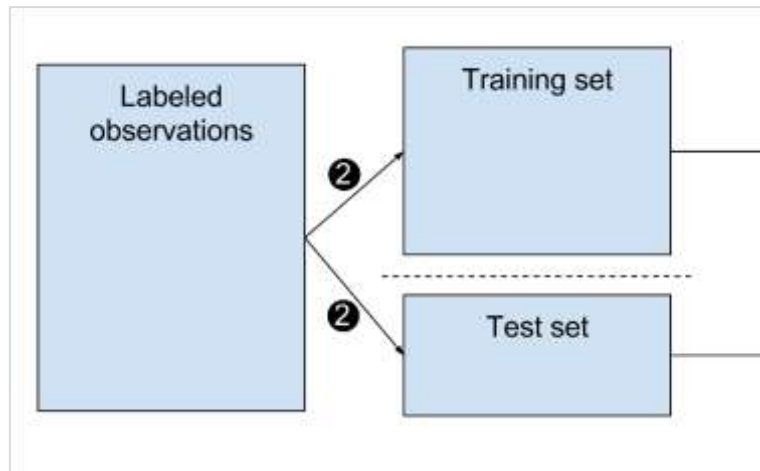 Labeled
observations
2
Training set
2
Test set